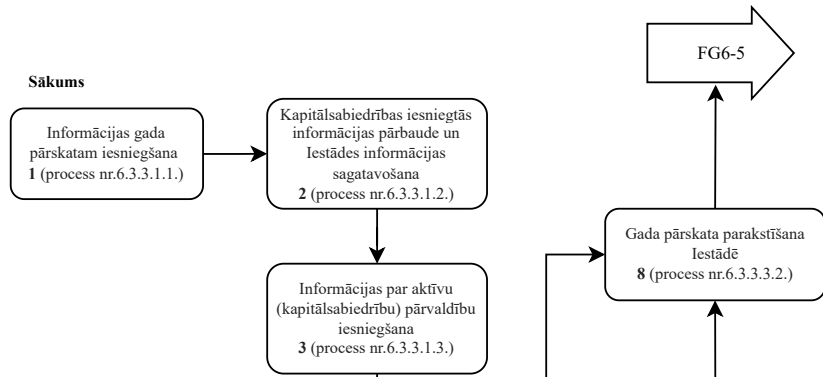 FG6-5
Sākums
Informācijas gada
pārskatam iesniegšana
1 (process nr.6.3.3.1.1.)
Kapitālsabiedrības iesniegtās
informācijas pārbaude un
Iestādes informācijas
sagatavošana
2 (process nr.6.3.3.1.2.)
Gada pārskata parakstīšana
Iestādē
8 (process nr.6.3.3.3.2.)
Informācijas par aktīvu
(kapitālsabiedrību) pārvaldību
iesniegšana
3 (process nr.6.3.3.1.3.)